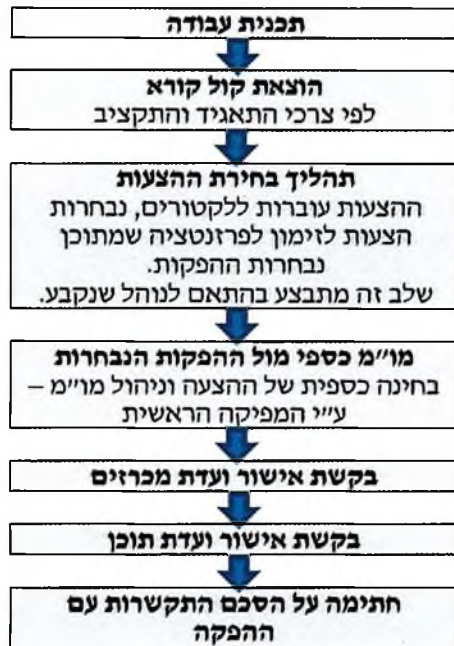 תכנית עבודה
הוצאת קול קורא
לפי צרכי התאגיד והתקציב
תהליך בחירת ההצעות
ההצעות עוברות ללקטורים, נבחרות
הצעות לזימון לפרזנטציה שמתוכן
נבחרות ההפקות.
שלב זה מתבצע בהתאם לנוהל שנקבע.
מו״מ כספי מול ההפקות הנבחרות
בחינה כספית של ההצעה וניהול מו״מ –
ע״י המפיקה הראשית
בקשת אישור ועדת מכרזים
בקשת אישור ועדת תוכן
חתימה על הסכם התקשרות עם
ההפקה